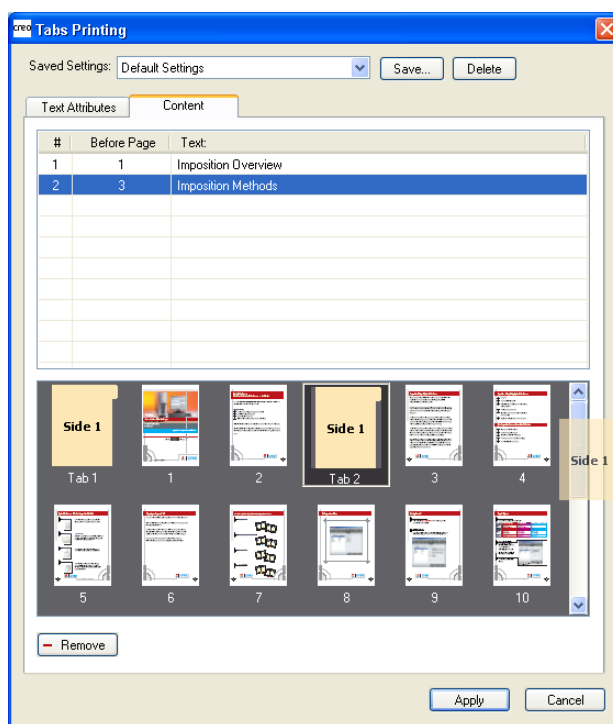 creo Tabs Printing
Saved Settings: Default Settings Save... Delete
Text Attributes Content
# Before Page Text:
1 1 Imposition Overview
2 3 Imposition Methods
Side 1 Side 1 Side 1
Tab 1 1 2 Tab 2 3 4
5 6 7 8 9 10
Remove
Apply Cancel